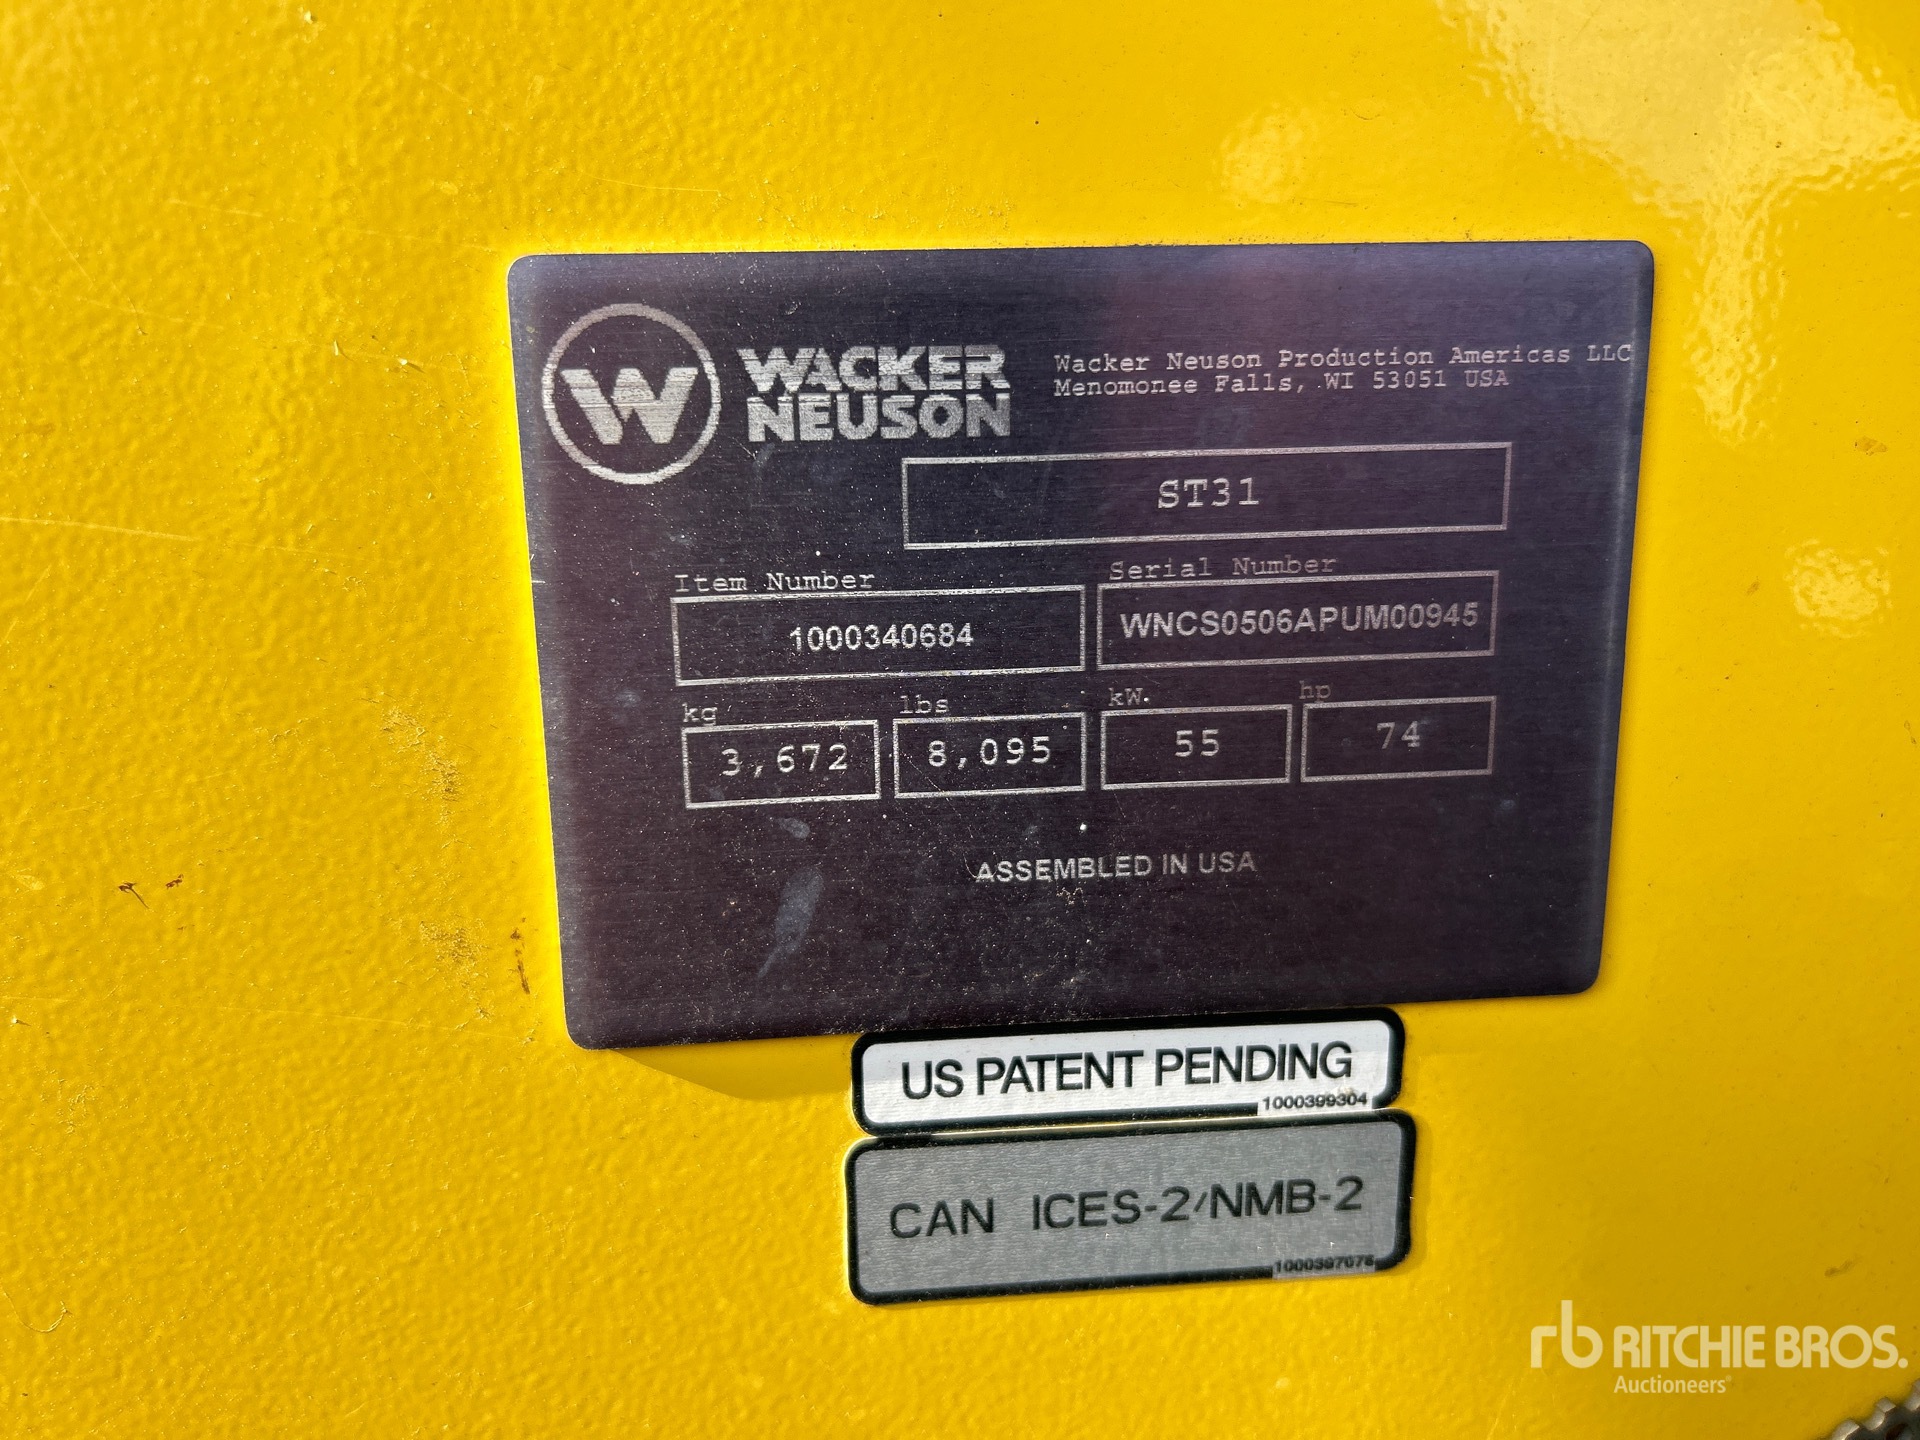 W
WACKER
NEUSON
Wacker Neuson Production Americas LLC
Menomonee Falls, WI 53051 USA
ST31
Item Number
Serial Number
1000340684
WNCS0506APUM00945
kg
lbs
kW.
hp
3,672
8,095
55
74
ASSEMBLED IN USA
US PATENT PENDING
1000399304
CAN ICES-2/NMB-2
rb RITCHIE BROS.
Auctioneers